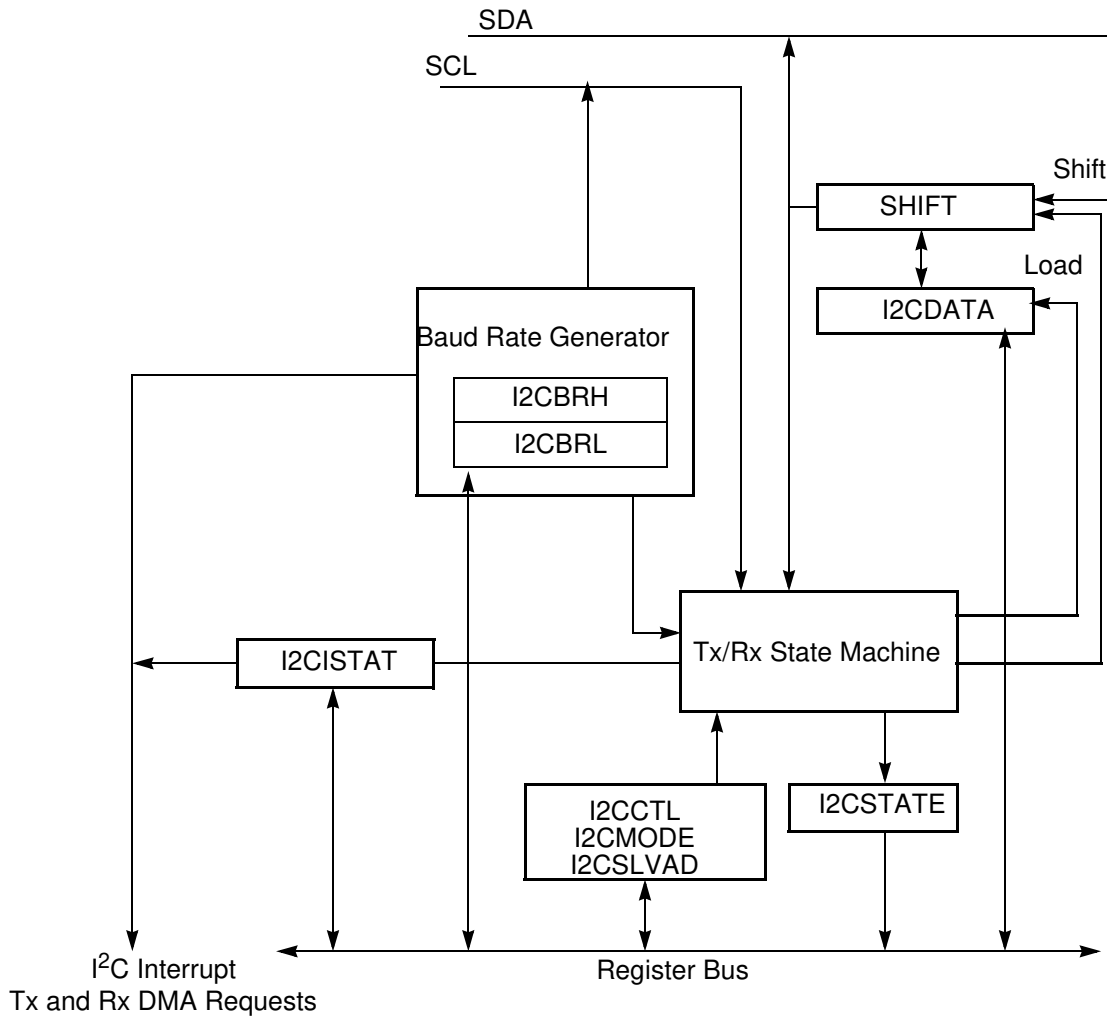 SDA
SCL
Shift
SHIFT
Load
I2CDATA
Baud Rate Generator
I2CBRH
I2CBRL
Tx/Rx State Machine
I2CISTAT
I2CCTL
I2CMODE
I2CSLVAD
I2CSTATE
I²C Interrupt
Tx and Rx DMA Requests
Register Bus